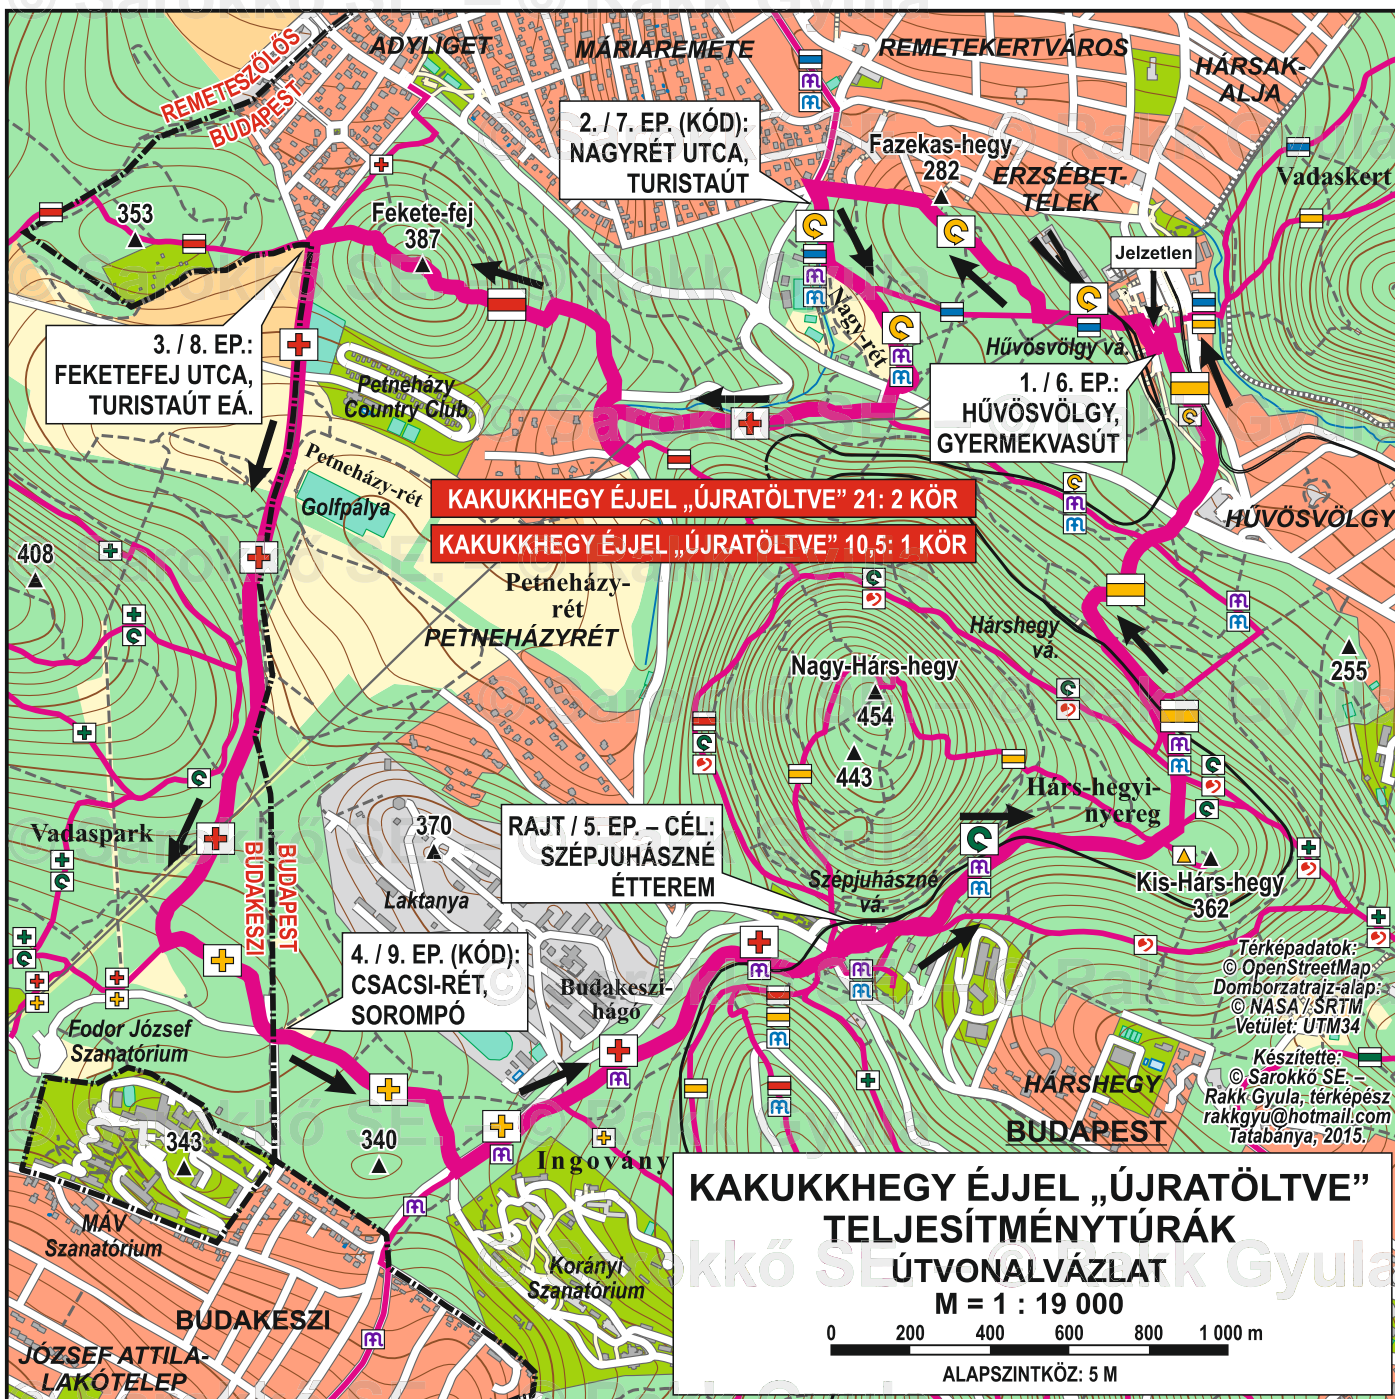 © Sarokkő SE. – © Rakk Gyula
REMETESZŐLŐS
BUDAPEST
ADYLIGET
MÁRIAREMETE
REMETEKERTVÁROS
HÁRSAK-
ALJA
2. / 7. EP. (KÓD):
NAGYRÉT UTCA,
TURISTAÚT
Fazekas-hegy
282
ERZSÉBET-
TELEK
Vadaskert
353
Fekete-fej
387
Jelzetlen
Nagy-rét
Hűvösvölgy vá.
3. / 8. EP.:
FEKETEFEJ UTCA,
TURISTAÚT EÁ.
Petneházy
Country Club
1. / 6. EP.:
HŰVÖSVÖLGY,
GYERMEKVASÚT
Petneházy-rét
Golfpálya
KAKUKKHEGY ÉJJEL „ÚJRATÖLTVE” 21: 2 KÖR
KAKUKKHEGY ÉJJEL „ÚJRATÖLTVE” 10,5: 1 KÖR
HŰVÖSVÖLGY
408
Petneházy-
rét
PETNEHÁZYRÉT
Hárshegy
vá.
255
Nagy-Hárs-hegy
454
443
Hárs-hegyi-
nyereg
Vadaspark
BUDAKESZI
BUDAPEST
370
Laktanya
RAJT / 5. EP. – CÉL:
SZÉPJUHÁSZNÉ
ÉTTEREM
Szépjuhászné
vá.
Kis-Hárs-hegy
362
4. / 9. EP. (KÓD):
CSACSI-RÉT,
SOROMPÓ
Budakeszi-
hágó
Fodor József
Szanatórium
Térképadatok:
© OpenStreetMap
Domborzatrajz-alap:
© NASA / SRTM
Vetület: UTM34
Készítette:
© Sarokkő SE. –
Rakk Gyula, térképész
rakkgyu@hotmail.com
Tatabánya, 2015.
HÁRSHEGY
BUDAPEST
343
340
Ingovány
MÁV
Szanatórium
Korányi
Szanatórium
BUDAKESZI
JÓZSEF ATTILA-
LAKÓTELEP
KAKUKKHEGY ÉJJEL „ÚJRATÖLTVE”
TELJESÍTMÉNYTÚRÁK
ÚTVONALVÁZLAT
M = 1 : 19 000
0 200 400 600 800 1 000 m
ALAPSZINTKÖZ: 5 M